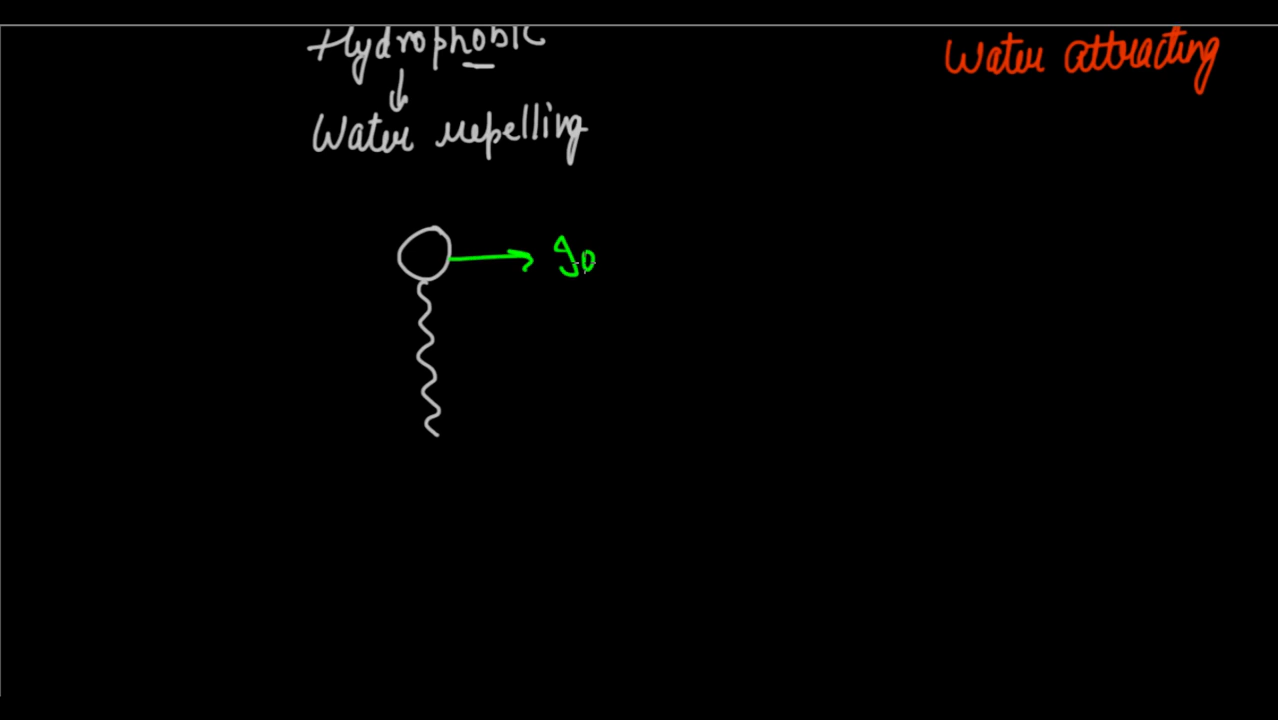 Hydrophobic
Water attracting
Water repelling